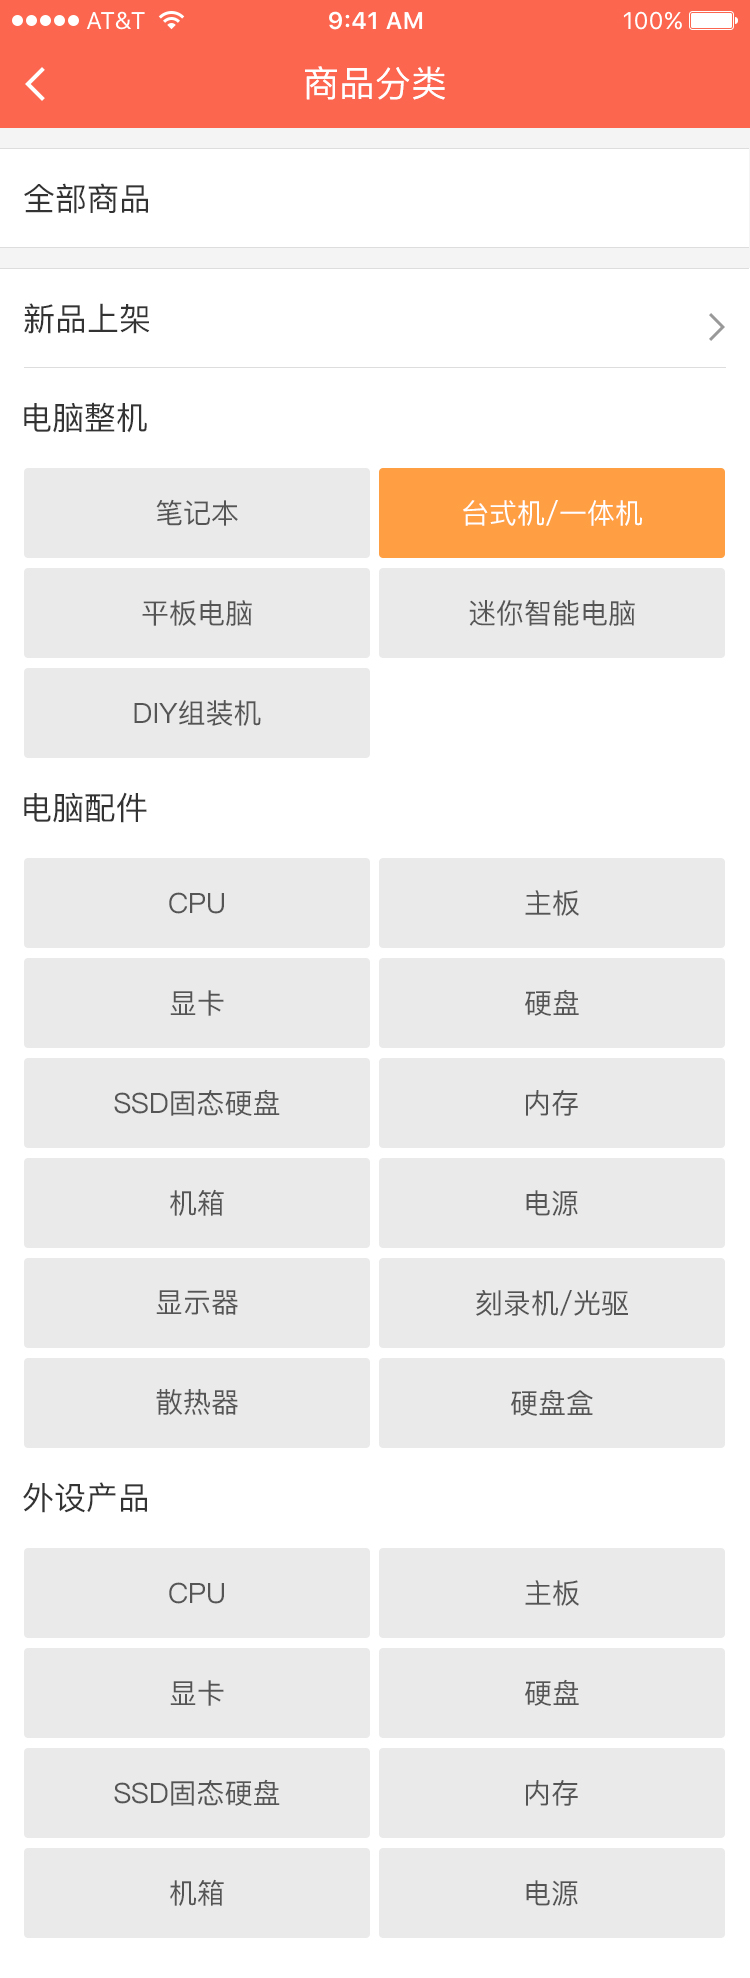 AT&T 9:41 AM 100%
商品分类
全部商品
新品上架
电脑整机
笔记本 台式机/一体机
平板电脑 迷你智能电脑
DIY组装机
电脑配件
CPU 主板
显卡 硬盘
SSD固态硬盘 内存
机箱 电源
显示器 刻录机/光驱
散热器 硬盘盒
外设产品
CPU 主板
显卡 硬盘
SSD固态硬盘 内存
机箱 电源